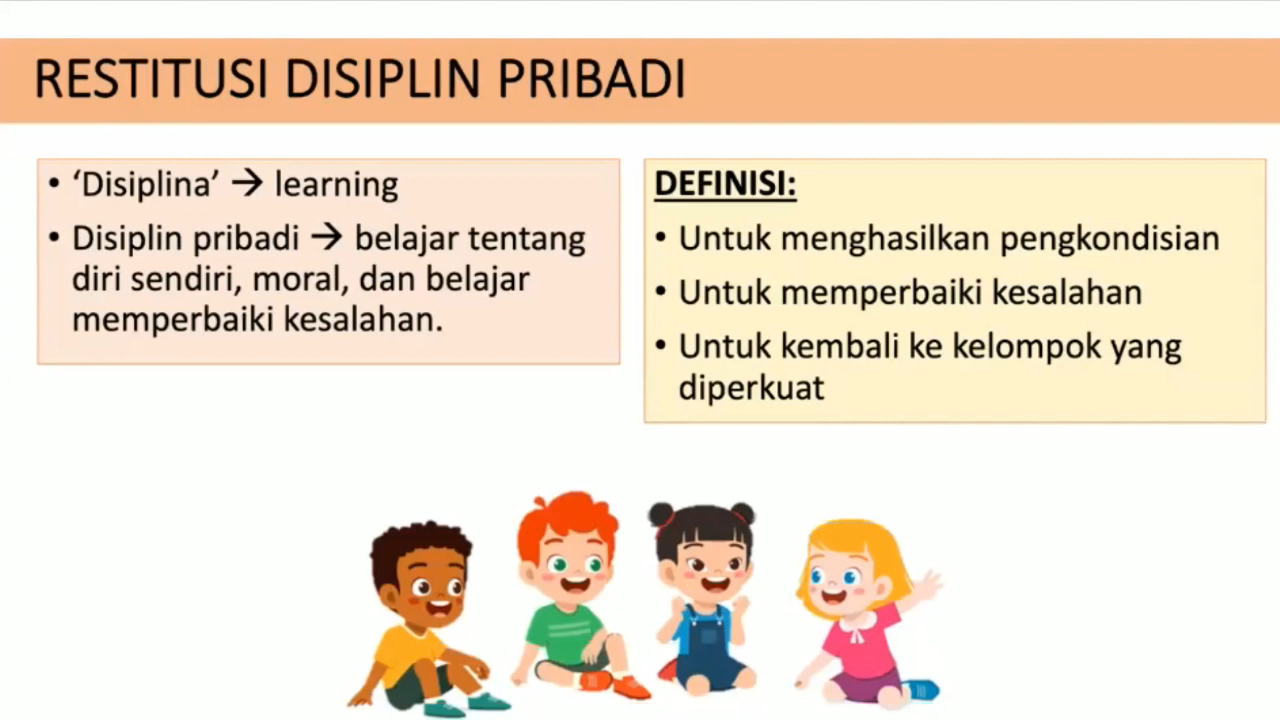 RESTITUSI DISIPLIN PRIBADI
• ‘Disiplina’ → learning
• Disiplin pribadi → belajar tentang
diri sendiri, moral, dan belajar
memperbaiki kesalahan.
DEFINISI:
• Untuk menghasilkan pengkondisian
• Untuk memperbaiki kesalahan
• Untuk kembali ke kelompok yang
diperkuat